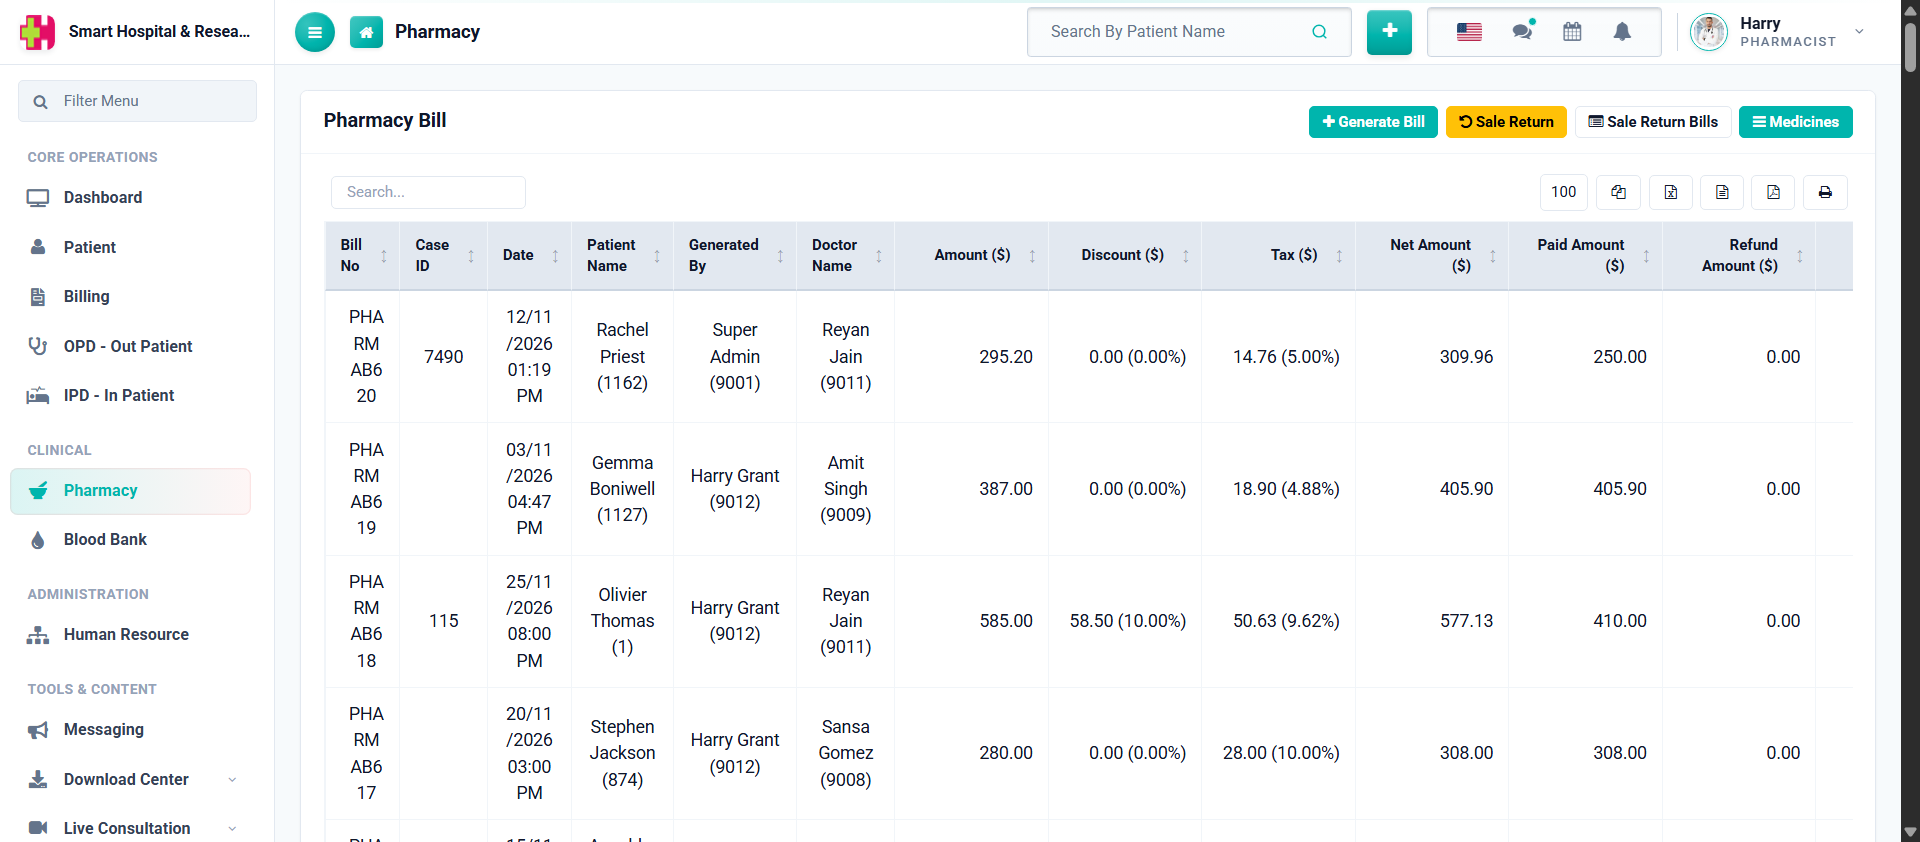 Smart Hospital & Resea...
Pharmacy
Search By Patient Name
Harry
PHARMACIST
Filter Menu
CORE OPERATIONS
Dashboard
Patient
Billing
OPD - Out Patient
IPD - In Patient
CLINICAL
Pharmacy
Blood Bank
ADMINISTRATION
Human Resource
TOOLS & CONTENT
Messaging
Download Center
Live Consultation
Pharmacy Bill
Generate Bill
Sale Return
Sale Return Bills
Medicines
Search...
100
Bill No
Case ID
Date
Patient Name
Generated By
Doctor Name
Amount ($)
Discount ($)
Tax ($)
Net Amount ($)
Paid Amount ($)
Refund Amount ($)
PHARMAB620 7490 12/11/2026 01:19 PM Rachel Priest (1162) Super Admin (9001) Reyan Jain (9011) 295.20 0.00 (0.00%) 14.76 (5.00%) 309.96 250.00 0.00
PHARMAB619 03/11/2026 04:47 PM Gemma Boniwell (1127) Harry Grant (9012) Amit Singh (9009) 387.00 0.00 (0.00%) 18.90 (4.88%) 405.90 405.90 0.00
PHARMAB618 115 25/11/2026 08:00 PM Olivier Thomas (1) Harry Grant (9012) Reyan Jain (9011) 585.00 58.50 (10.00%) 50.63 (9.62%) 577.13 410.00 0.00
PHARMAB617 20/11/2026 03:00 PM Stephen Jackson (874) Harry Grant (9012) Sansa Gomez (9008) 280.00 0.00 (0.00%) 28.00 (10.00%) 308.00 308.00 0.00